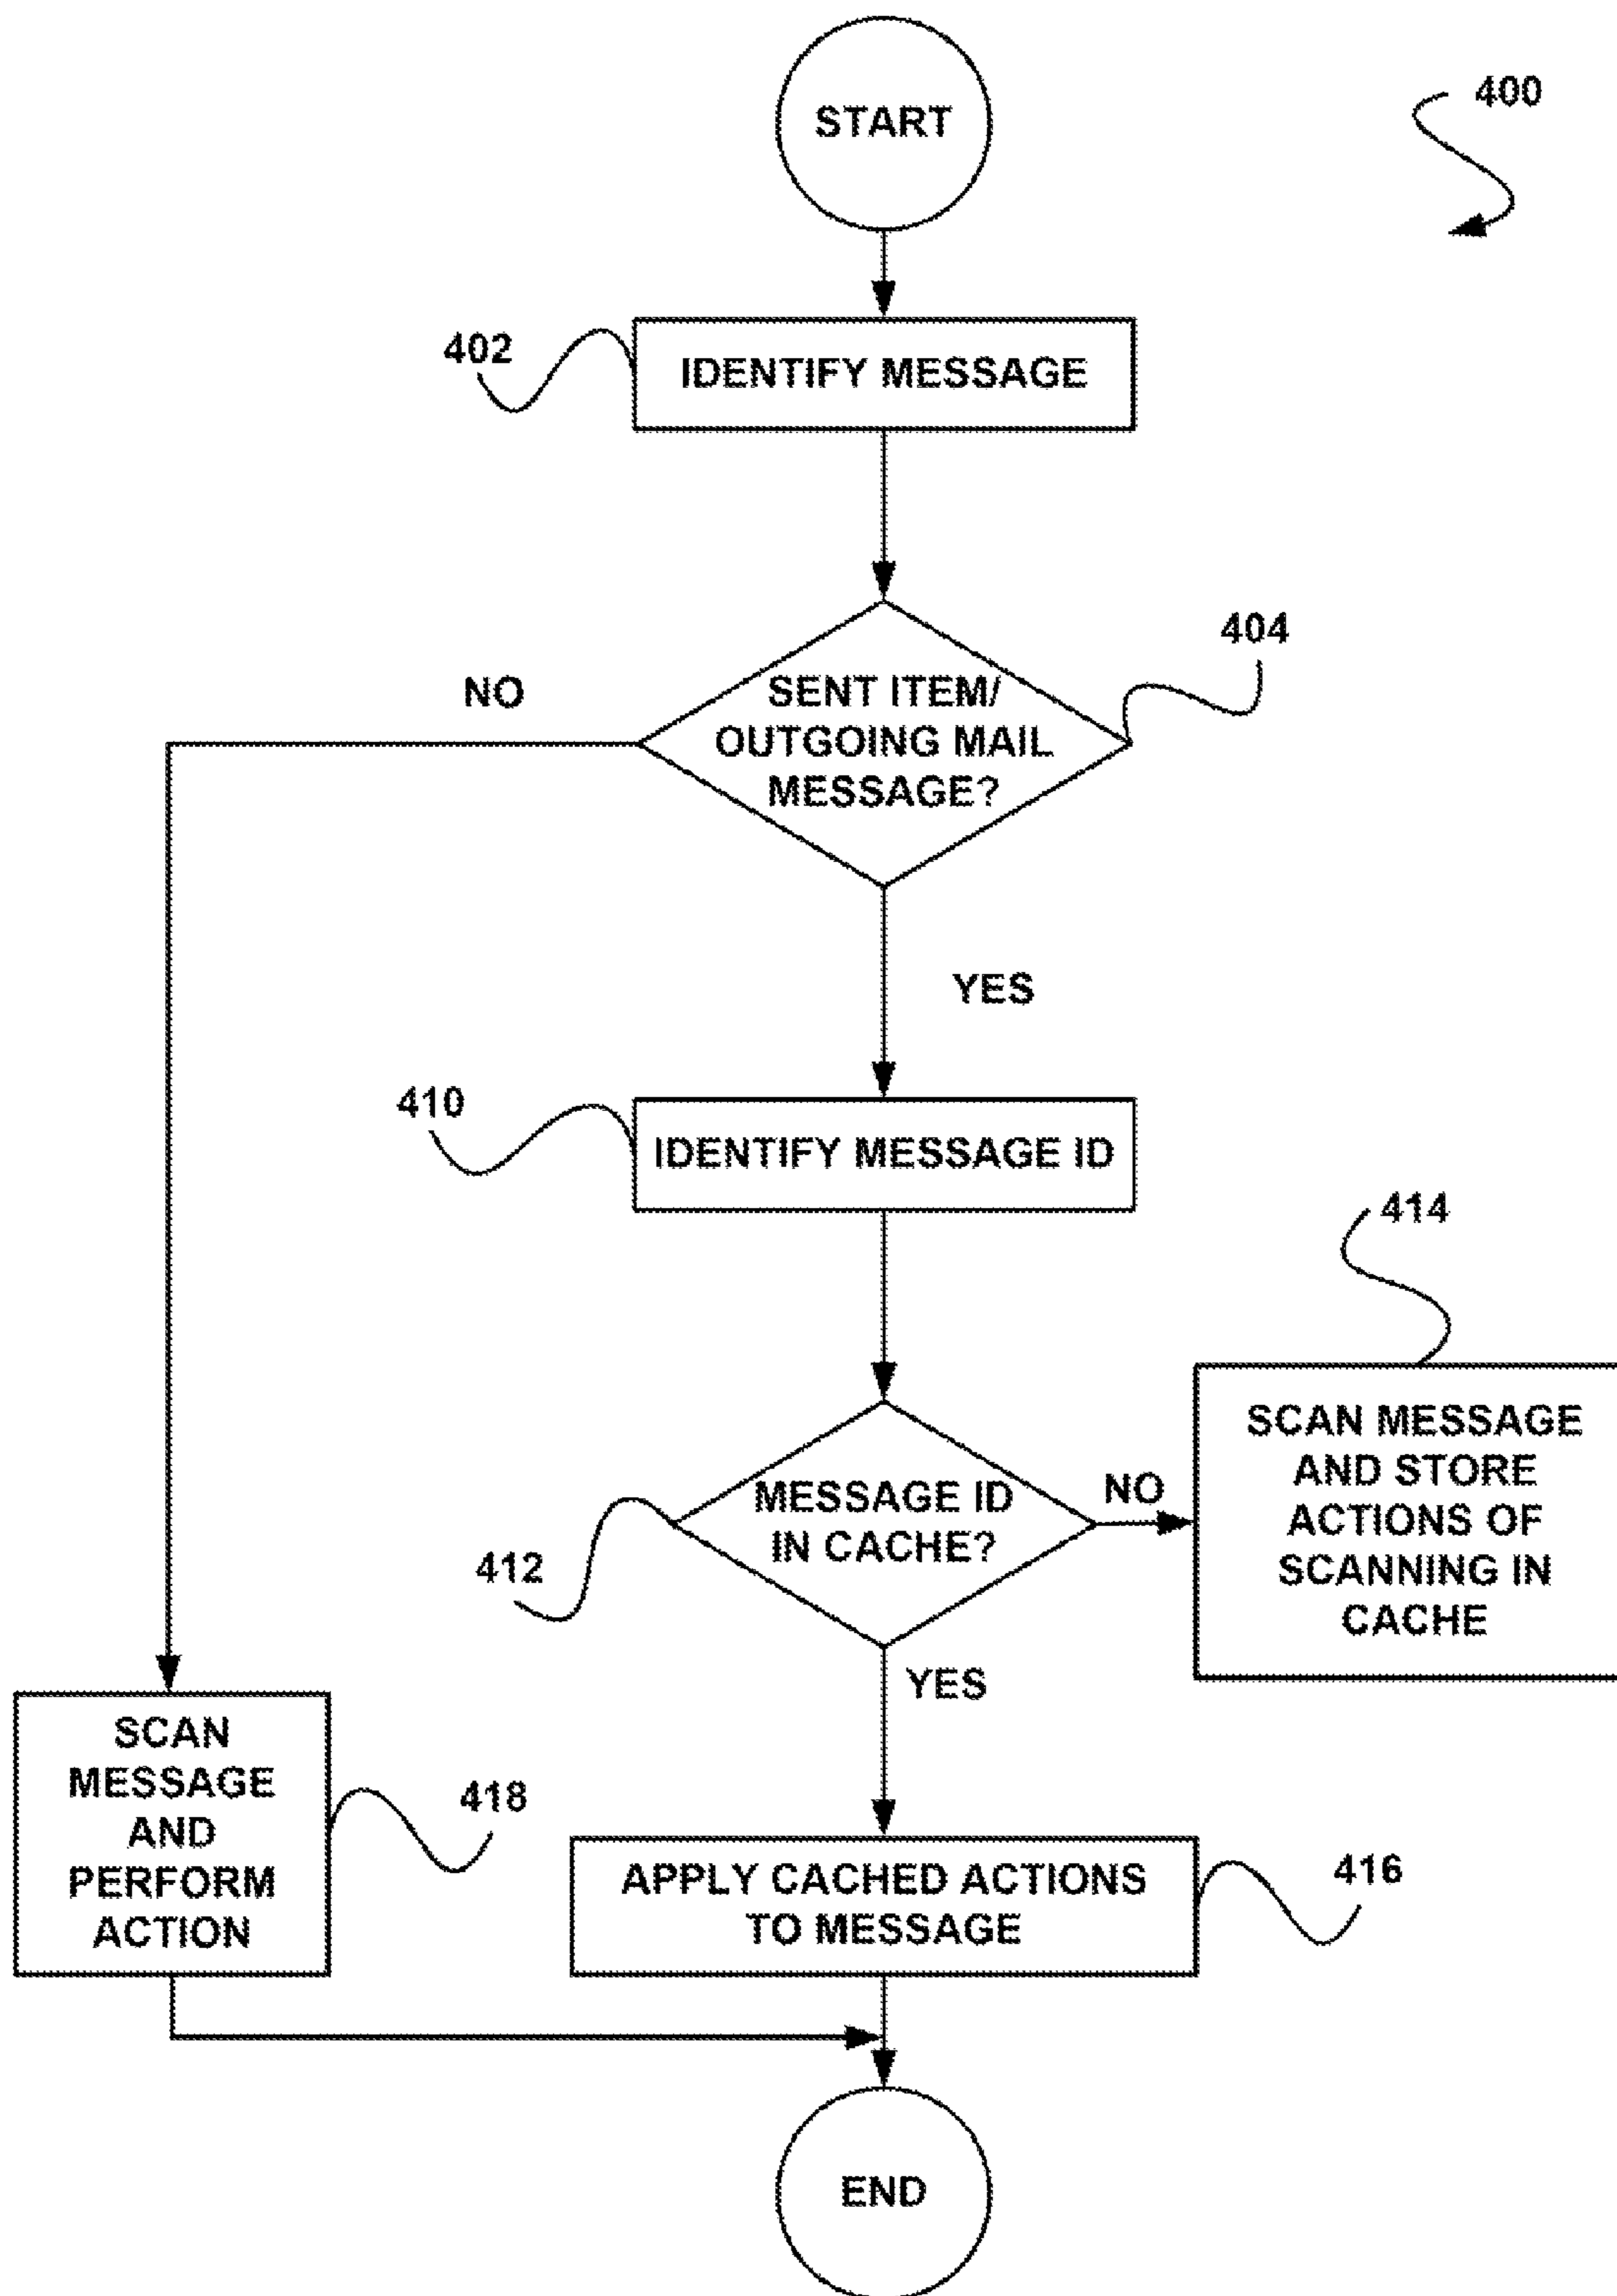 START
400
402
IDENTIFY MESSAGE
404
NO
SENT ITEM/
OUTGOING MAIL
MESSAGE?
YES
410
IDENTIFY MESSAGE ID
414
SCAN MESSAGE
AND STORE
ACTIONS OF
SCANNING IN
CACHE
MESSAGE ID
IN CACHE?
NO
412
YES
SCAN
MESSAGE
AND
PERFORM
ACTION
418
APPLY CACHED ACTIONS
TO MESSAGE
416
END